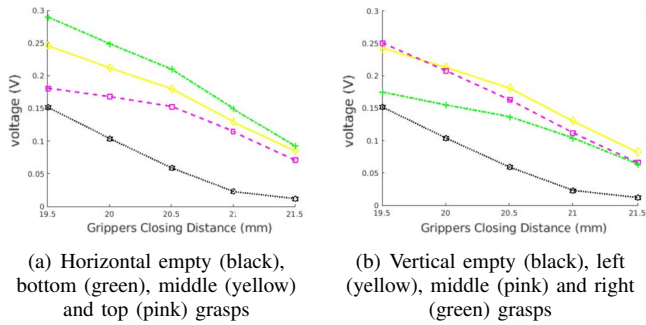 0.3
0.25
0.2
0.15
0.1
0.05
0
voltage (V)
19.5 20 20.5 21 21.5
Grippers Closing Distance (mm)
(a) Horizontal empty (black),
bottom (green), middle (yellow)
and top (pink) grasps
0.3
0.25
0.2
0.15
0.1
0.05
0
voltage (V)
19.5 20 20.5 21 21.5
Grippers Closing Distance (mm)
(b) Vertical empty (black), left
(yellow), middle (pink) and right
(green) grasps